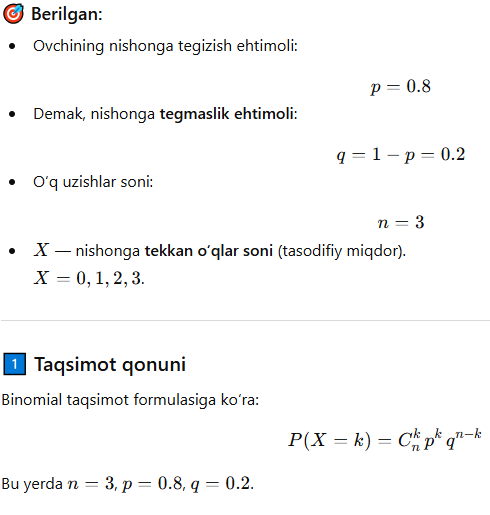 🎯 Berilgan:
• Ovchining nishonga tegizish ehtimoli:
p = 0.8
• Demak, nishonga tegmaslik ehtimoli:
q = 1 − p = 0.2
• O‘q uzishlar soni:
n = 3
• X — nishonga tekkan o‘qlar soni (tasodifiy miqdor).
X = 0, 1, 2, 3.
1 Taqsimot qonuni
Binomial taqsimot formulasiga ko‘ra:
P(X = k) = C_n^k p^k q^{n−k}
Bu yerda n = 3, p = 0.8, q = 0.2.